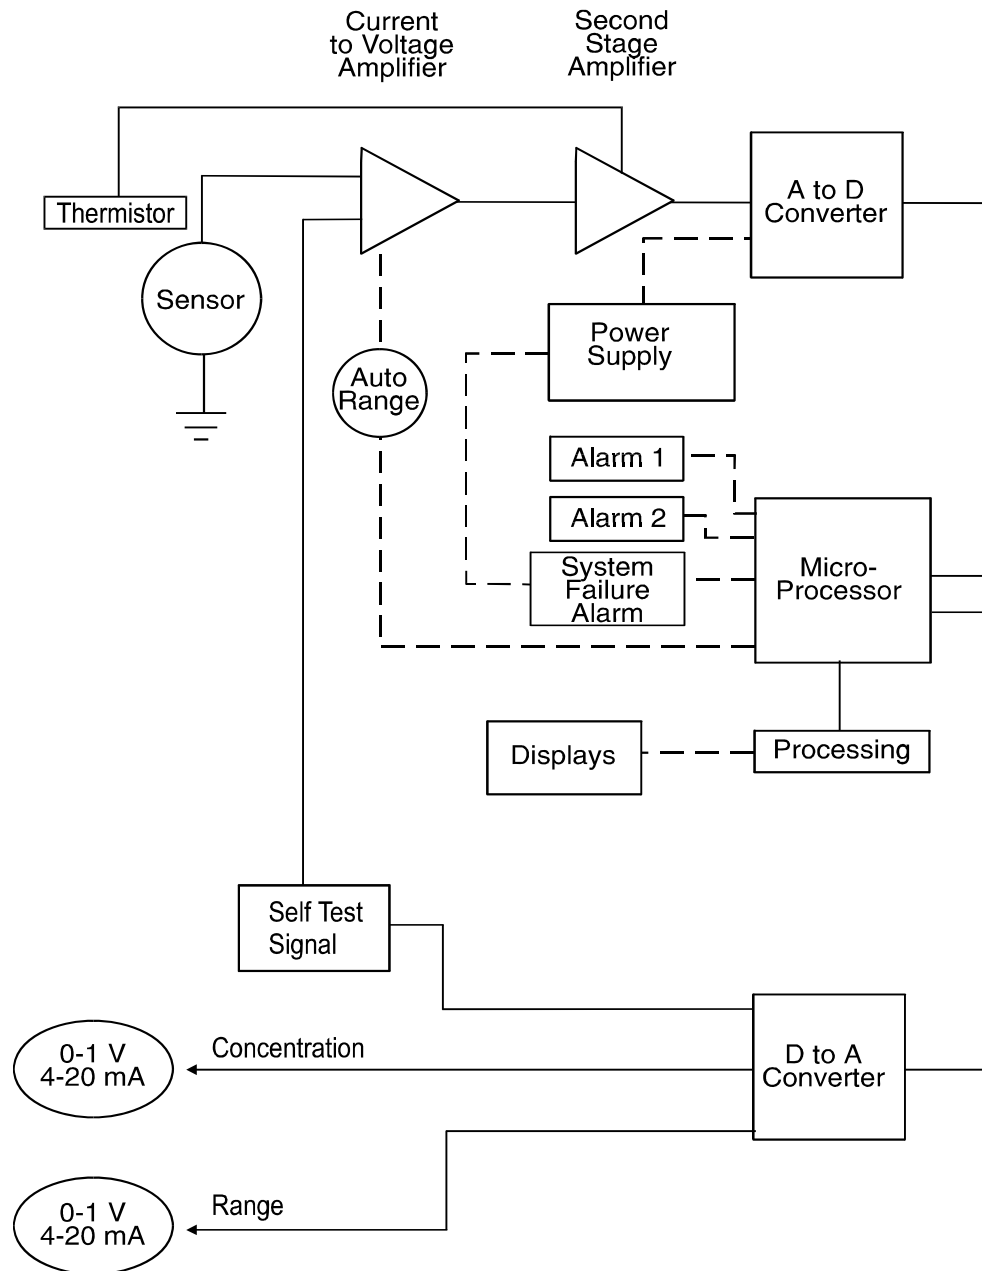 Current
to Voltage
Amplifier
Second
Stage
Amplifier
Thermistor
A to D
Converter
Sensor
Power
Supply
Auto
Range
Alarm 1
Alarm 2
System
Failure
Alarm
Micro-
Processor
Displays
Processing
Self Test
Signal
0-1 V
4-20 mA
Concentration
D to A
Converter
0-1 V
4-20 mA
Range